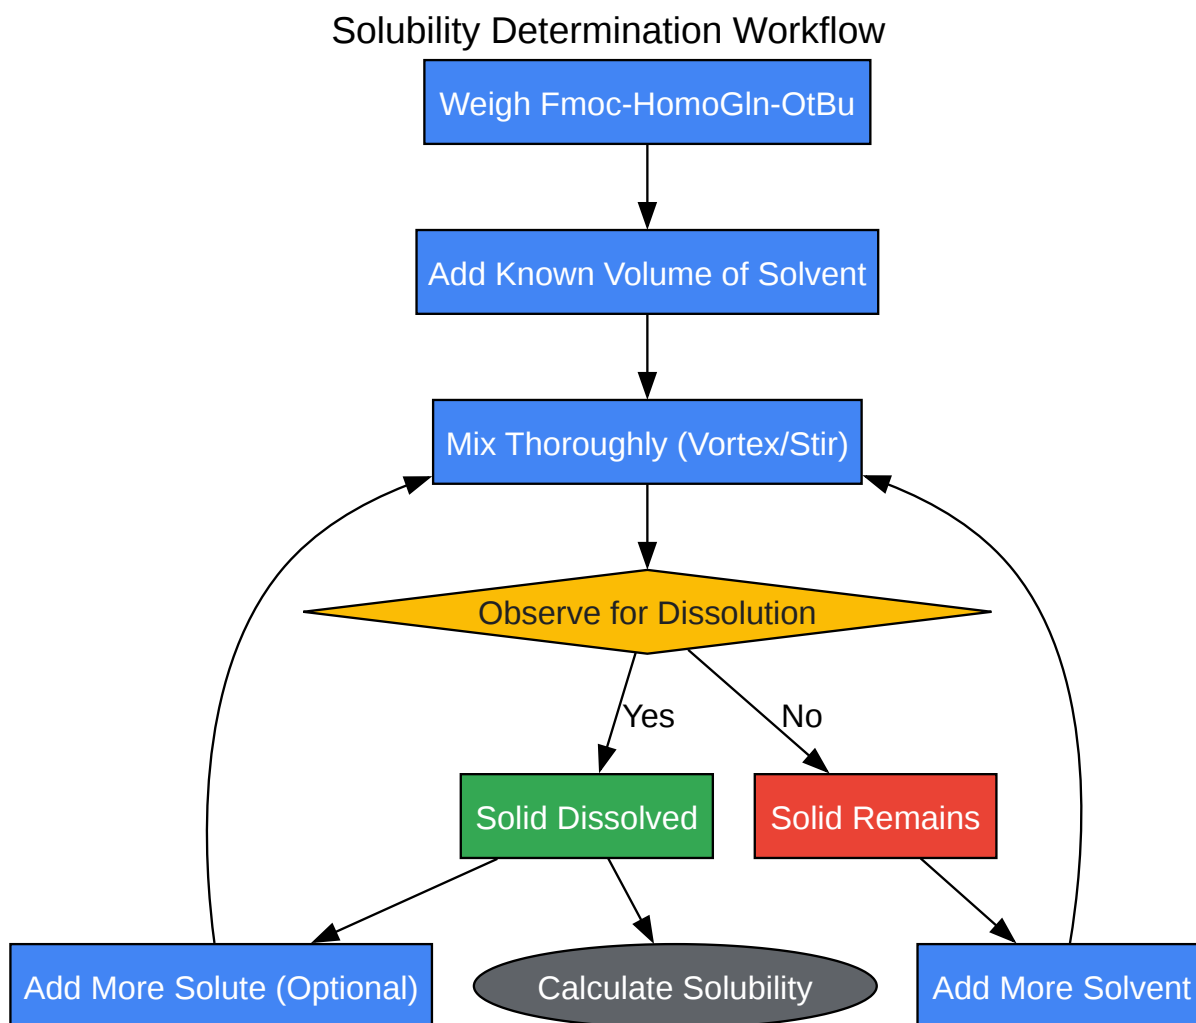 Solubility Determination Workflow
Weigh Fmoc-HomoGln-OtBu
Add Known Volume of Solvent
Mix Thoroughly (Vortex/Stir)
Observe for Dissolution
Yes
No
Solid Dissolved
Solid Remains
Add More Solute (Optional)
Calculate Solubility
Add More Solvent